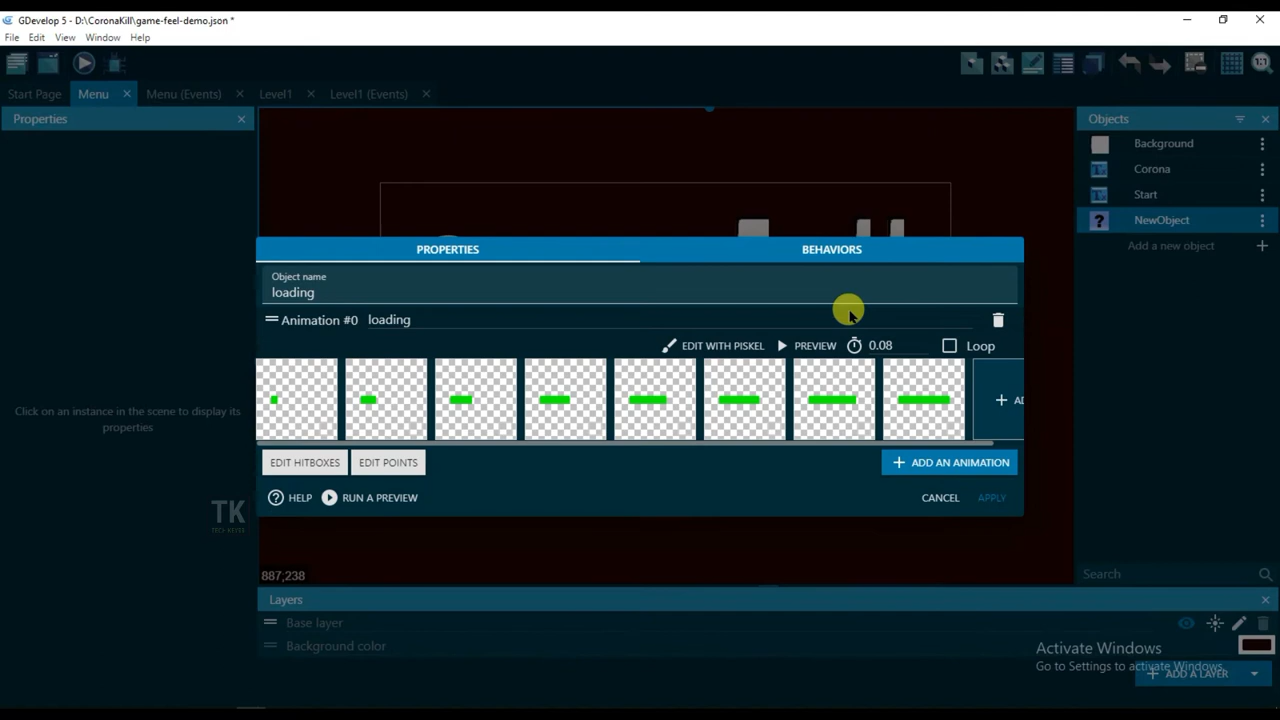 GDevelop 5 - D:\CoronaKill\game-feel-demo.json *
File Edit View Window Help
Start Page Menu Menu (Events) Level1 Level1 (Events)
Properties
Objects
Background
Corona
Start
NewObject
Add a new object
PROPERTIES BEHAVIORS
Object name
loading
Animation #0 loading
EDIT WITH PISKEL PREVIEW 0.08 Loop
Click on an instance in the scene to display its
properties
EDIT HITBOXES EDIT POINTS ADD AN ANIMATION
HELP RUN A PREVIEW CANCEL APPLY
TK
887;238
Search
Layers
Base layer
Background color
Activate Windows
Go to Settings to activate Windows.
ADD A LAYER